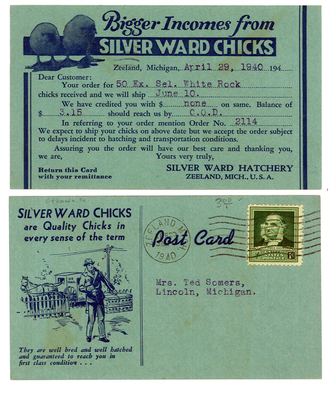 Bigger Incomes from
SILVER WARD CHICKS
Zeeland, Michigan, April 29, 1940 194
Dear Customer:
Your order for 50 Ex. Sel. White Rock
chicks received and we will ship June 10.
We have credited you with $ none on same. Balance of
$ 3.15 should reach us by C.O.D.
In referring to your order mention Order No. 2114
We expect to ship your chicks on above date but we accept the order subject
to delays incident to hatching and transportation conditions.
Assuring you the order will have our best care and thanking you,
we are, Yours very truly,
Return this Card
with your remittance
SILVER WARD HATCHERY
ZEELAND, MICH., U. S. A.
SILVER WARD CHICKS
are Quality Chicks in
every sense of the term
Post Card
ZEELAND
1940
Mrs. Ted Somers,
Lincoln, Michigan.
They are well bred and well hatched
and guaranteed to reach you in
first class condition . . .